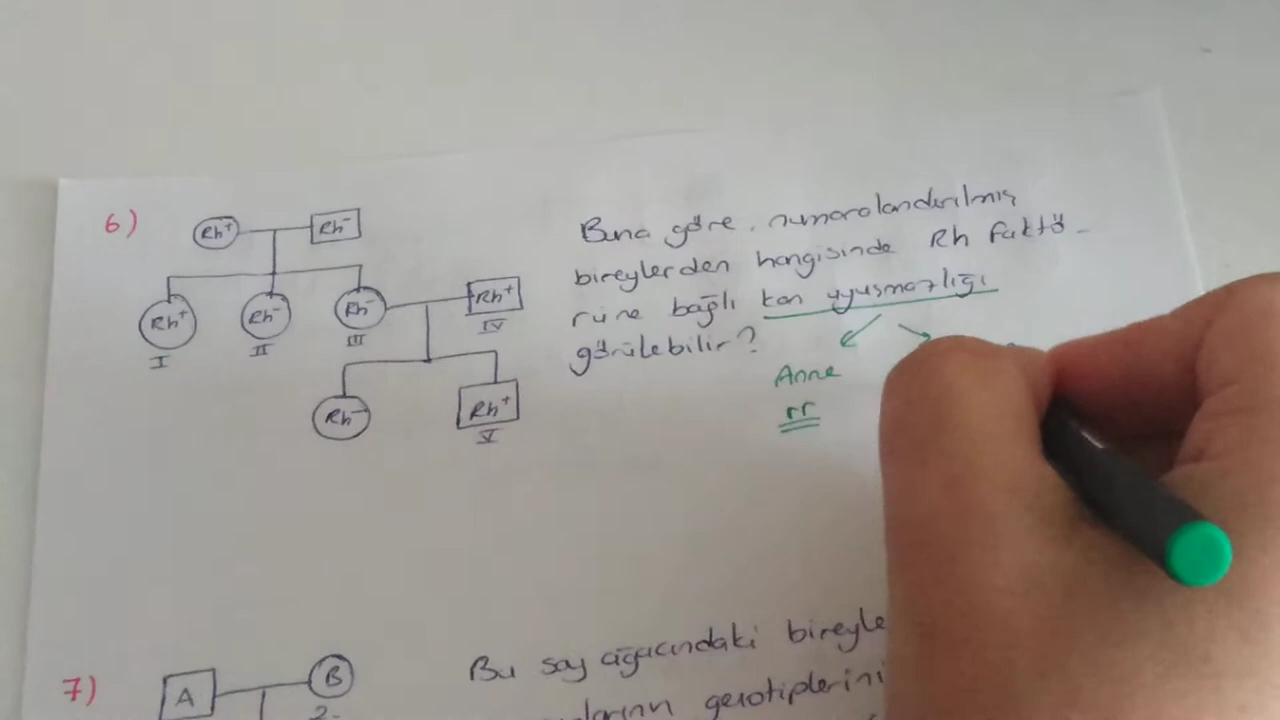 6)
Rh+ Rh-
Rh+ Rh- Rh- Rh+
I II III IV
Rh- Rh+
V
Buna göre, numaralandırılmış
bireylerden hangisinde Rh faktö-
rüne bağlı kan uyuşmazlığı
görülebilir?
Anne
rr
7)
A B
2
Bu soy ağacındaki bireyle
genotiplerini